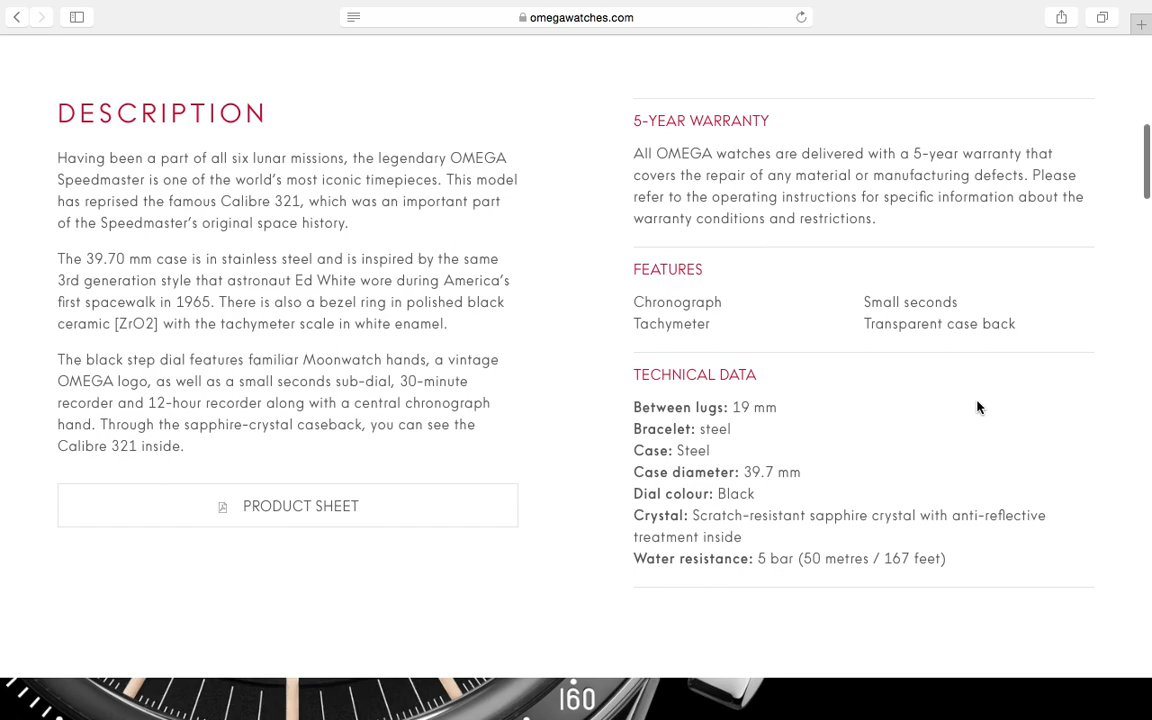 omegawatches.com
DESCRIPTION
Having been a part of all six lunar missions, the legendary OMEGA
Speedmaster is one of the world's most iconic timepieces. This model
has reprised the famous Calibre 321, which was an important part
of the Speedmaster's original space history.
The 39.70 mm case is in stainless steel and is inspired by the same
3rd generation style that astronaut Ed White wore during America's
first spacewalk in 1965. There is also a bezel ring in polished black
ceramic [ZrO2] with the tachymeter scale in white enamel.
The black step dial features familiar Moonwatch hands, a vintage
OMEGA logo, as well as a small seconds sub-dial, 30-minute
recorder and 12-hour recorder along with a central chronograph
hand. Through the sapphire-crystal caseback, you can see the
Calibre 321 inside.
PRODUCT SHEET
5-YEAR WARRANTY
All OMEGA watches are delivered with a 5-year warranty that
covers the repair of any material or manufacturing defects. Please
refer to the operating instructions for specific information about the
warranty conditions and restrictions.
FEATURES
Chronograph Small seconds
Tachymeter Transparent case back
TECHNICAL DATA
Between lugs: 19 mm
Bracelet: steel
Case: Steel
Case diameter: 39.7 mm
Dial colour: Black
Crystal: Scratch-resistant sapphire crystal with anti-reflective
treatment inside
Water resistance: 5 bar (50 metres / 167 feet)
160